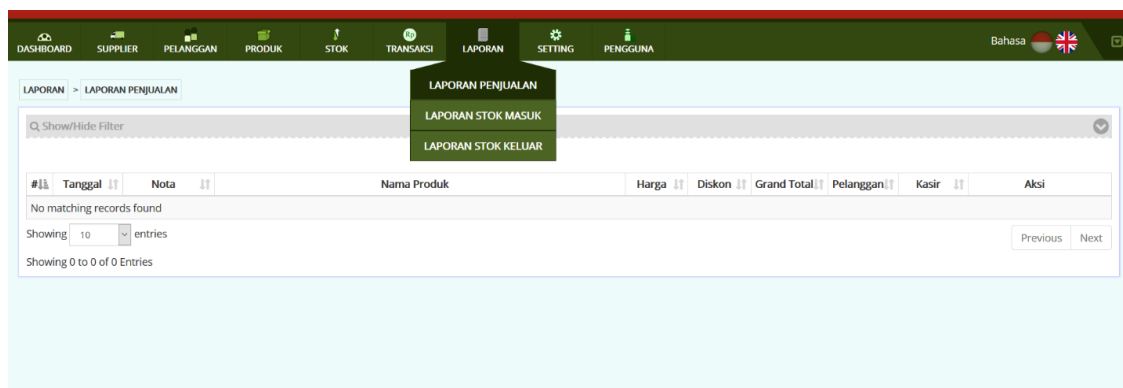 DASHBOARD SUPPLIER PELANGGAN PRODUK STOK Rp TRANSAKSI LAPORAN SETTING PENGGUNA Bahasa
LAPORAN > LAPORAN PENJUALAN
LAPORAN PENJUALAN
LAPORAN STOK MASUK
LAPORAN STOK KELUAR
Show/Hide Filter
# Tanggal Nota Nama Produk Harga Diskon Grand Total Pelanggan Kasir Aksi
No matching records found
Showing 10 entries Previous Next
Showing 0 to 0 of 0 Entries